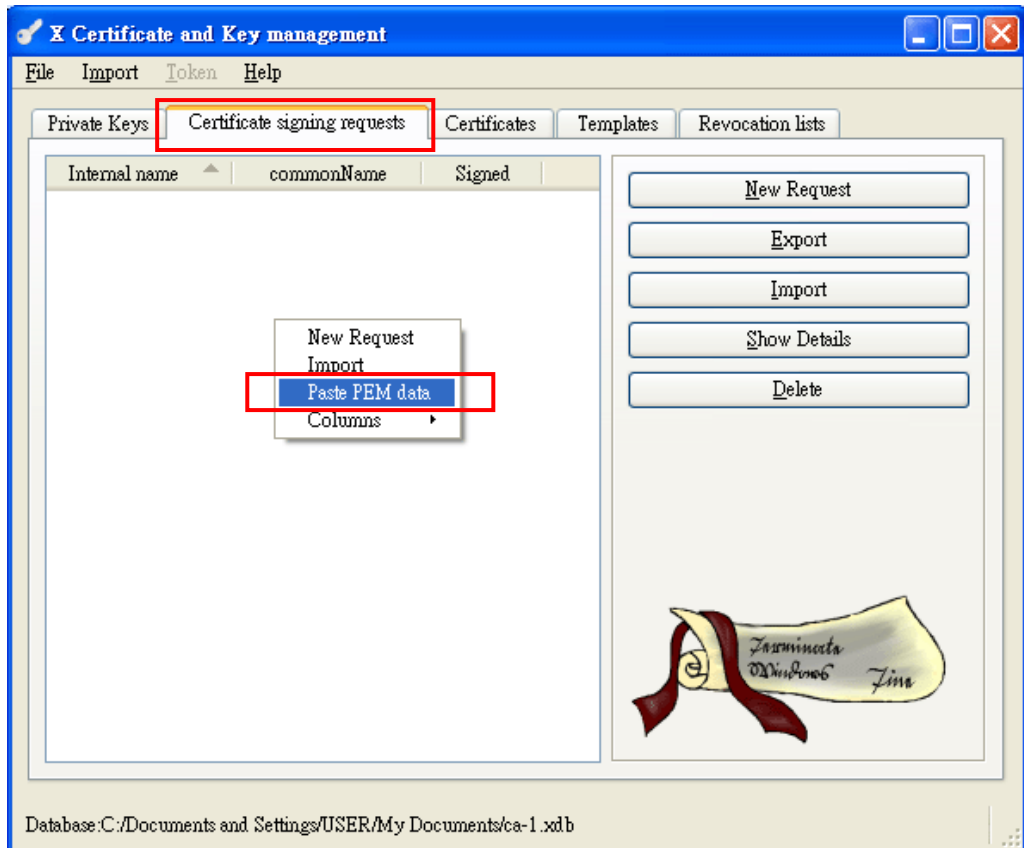 X Certificate and Key management
File Import Token Help
Private Keys Certificate signing requests Certificates Templates Revocation lists
Internal name commonName Signed
New Request
Export
Import
Show Details
Delete
New Request
Import
Paste PEM data
Columns
Windows
Database:C:/Documents and Settings/USER/My Documents/ca-1.xdb